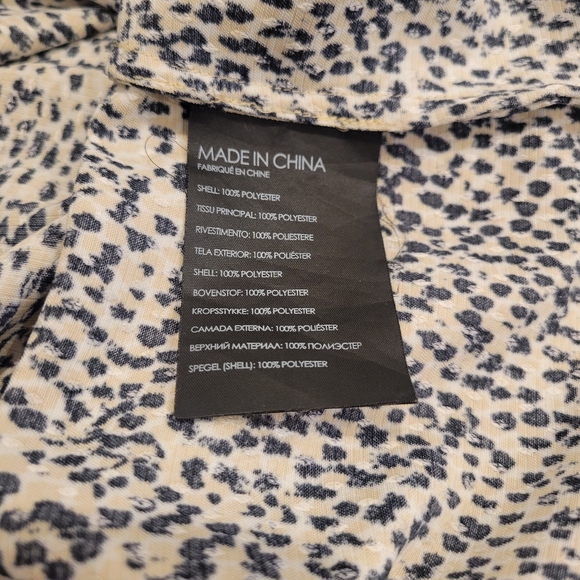 MADE IN CHINA
FABRIQUÉ EN CHINE
SHELL: 100% POLYESTER
TISSU PRINCIPAL: 100% POLYESTER
RIVESTIMENTO: 100% POLIESTERE
TELA EXTERIOR: 100% POLIÉSTER
SHELL: 100% POLYESTER
BOVENSTOF: 100% POLYESTER
KROPSSTYKKE: 100% POLYESTER
CAMADA EXTERNA: 100% POLIÉSTER
ВЕРХНИЙ МАТЕРИАЛ: 100% ПОЛИЭСТЕР
SPEGEL (SHELL): 100% POLYESTER